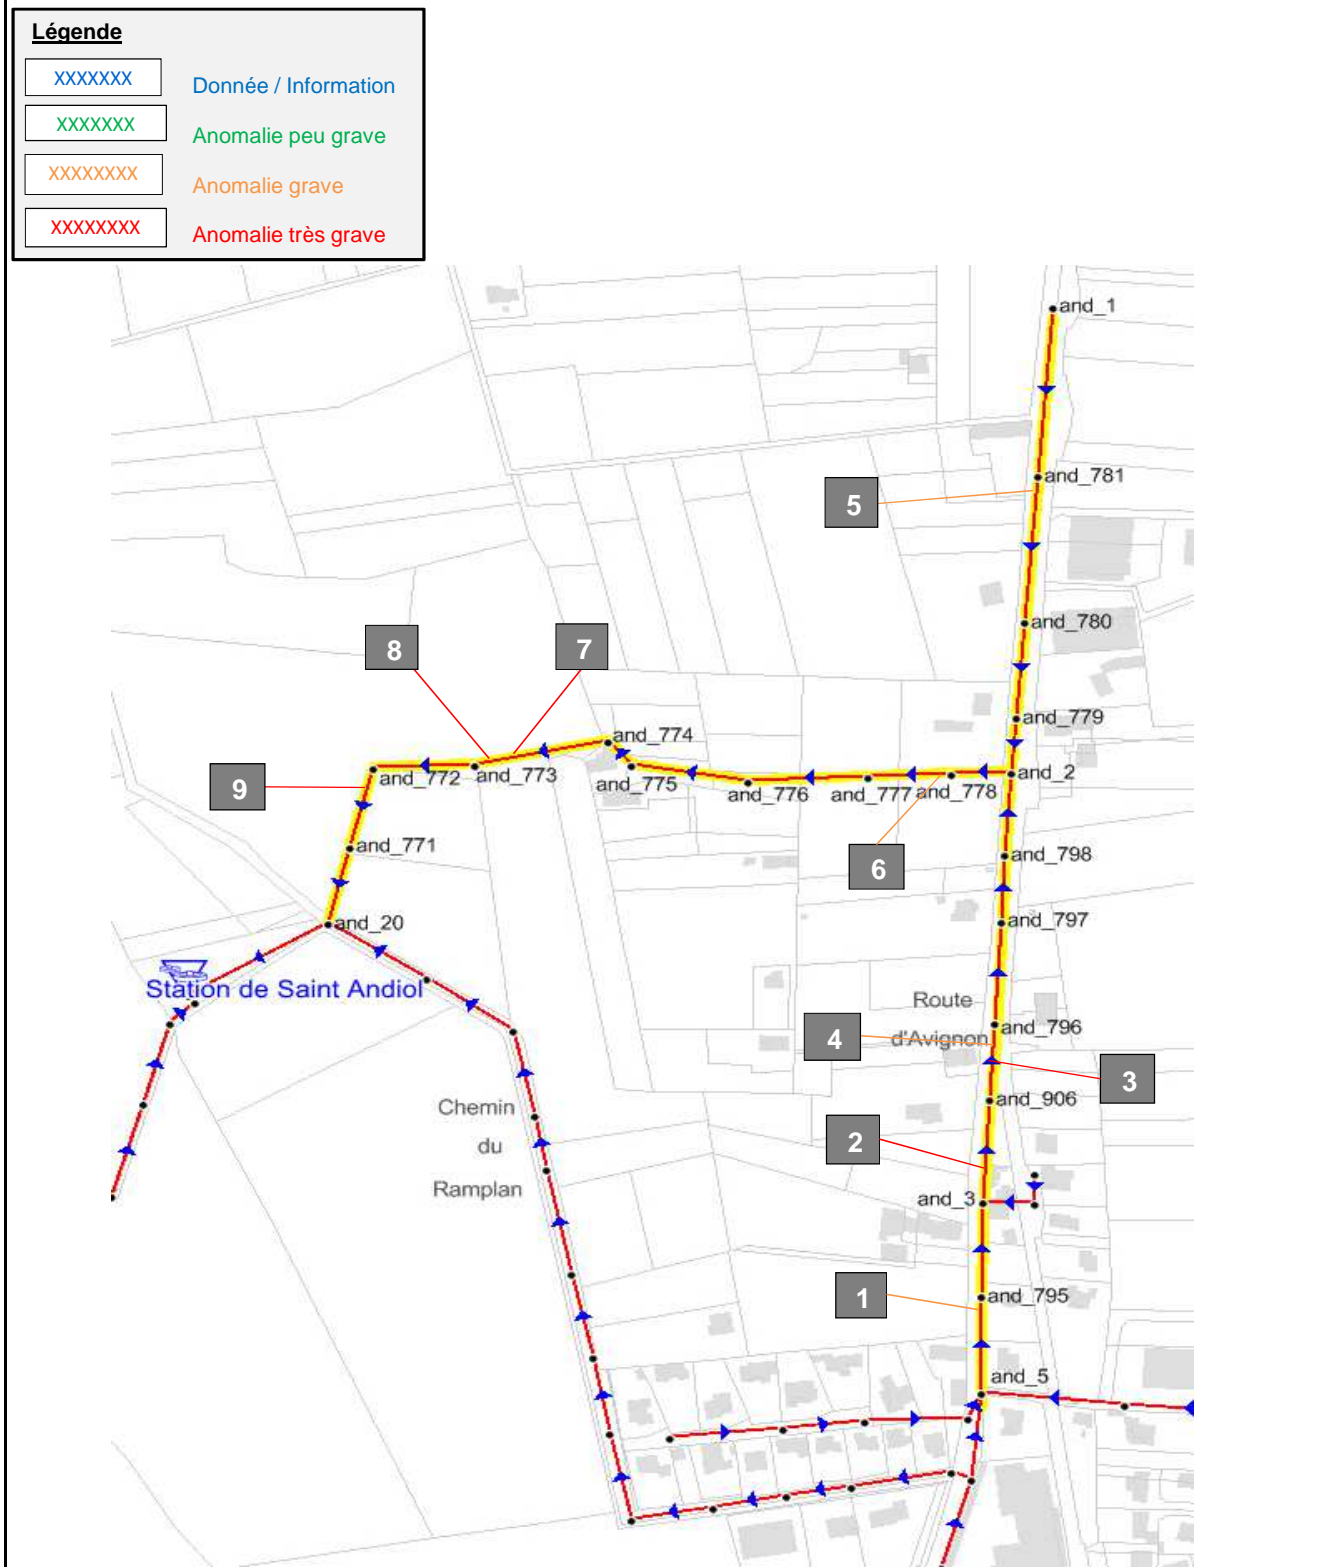 Légende
XXXXXXX Donnée / Information
XXXXXXX Anomalie peu grave
XXXXXXXX Anomalie grave
XXXXXXXX Anomalie très grave
and_1
and_781
5
and_780
8 7
and_779
and_774
and_2
and_772 and_773 and_775 and_776 and_777 and_778
9
and_771
and_798
6
and_20
and_797
Station de Saint Andiol
Route
d'Avignon
and_796
4
3
and_906
Chemin
du
Ramplan
2
and_3
1
and_795
and_5